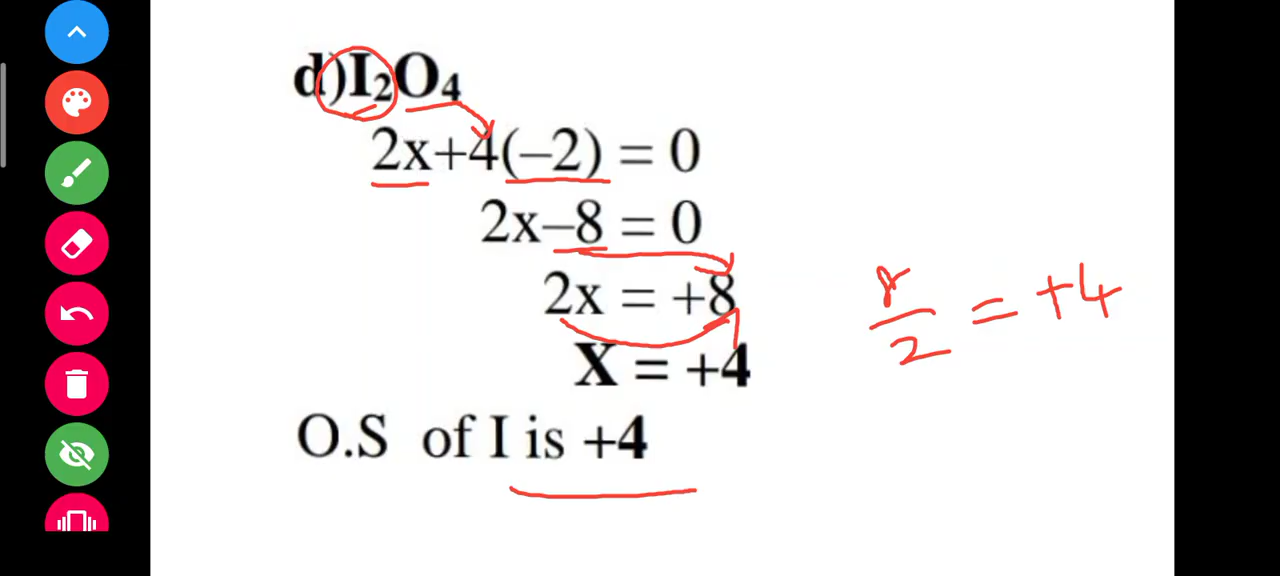 d)I₂O₄
2x+4(–2) = 0
2x–8 = 0
2x = +8
X = +4
O.S of I is +4
8/2 = +4